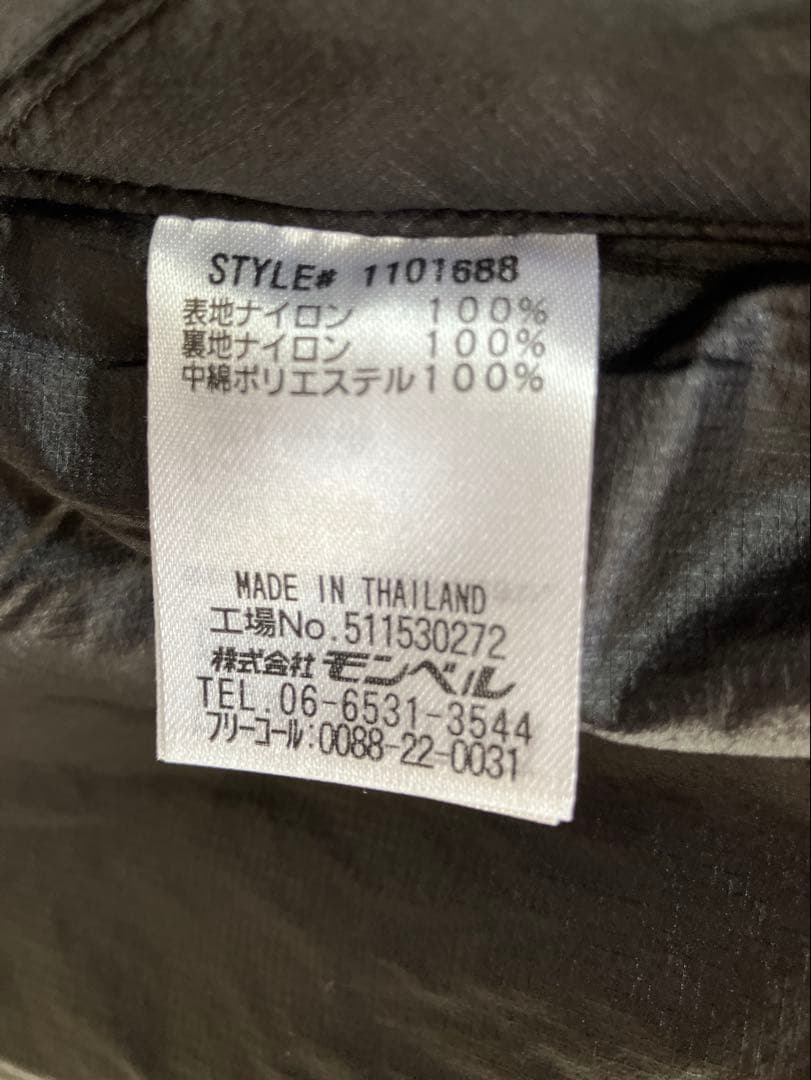 STYLE# 1101688
表地ナイロン 100%
裏地ナイロン 100%
中綿ポリエステル100%
MADE IN THAILAND
工場No.511530272
株式会社モンベル
TEL.06-6531-3544
フリーコール:0088-22-0031